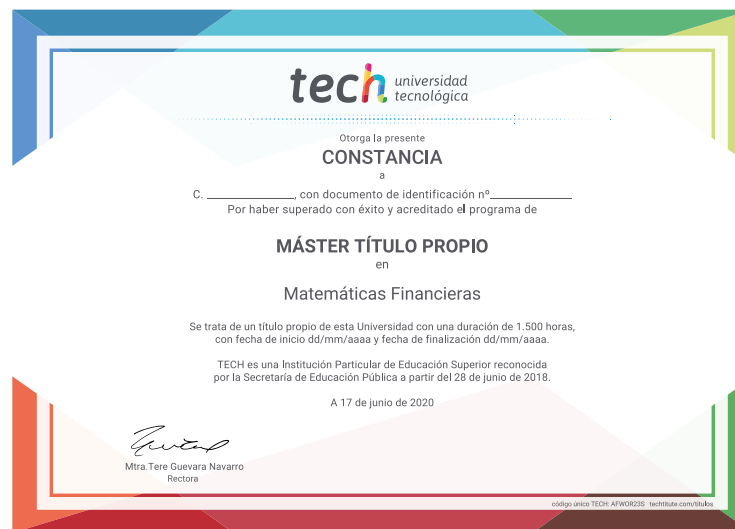 tech universidad
tecnológica
Otorga la presente
CONSTANCIA
a
C. ______________, con documento de identificación nº_____________
Por haber superado con éxito y acreditado el programa de
MÁSTER TÍTULO PROPIO
en
Matemáticas Financieras
Se trata de un título propio de esta Universidad con una duración de 1.500 horas,
con fecha de inicio dd/mm/aaaa y fecha de finalización dd/mm/aaaa.
TECH es una Institución Particular de Educación Superior reconocida
por la Secretaría de Educación Pública a partir del 28 de junio de 2018.
A 17 de junio de 2020
Mtra.Tere Guevara Navarro
Rectora
código único TECH: AFWOR23S techtitute.com/titulos